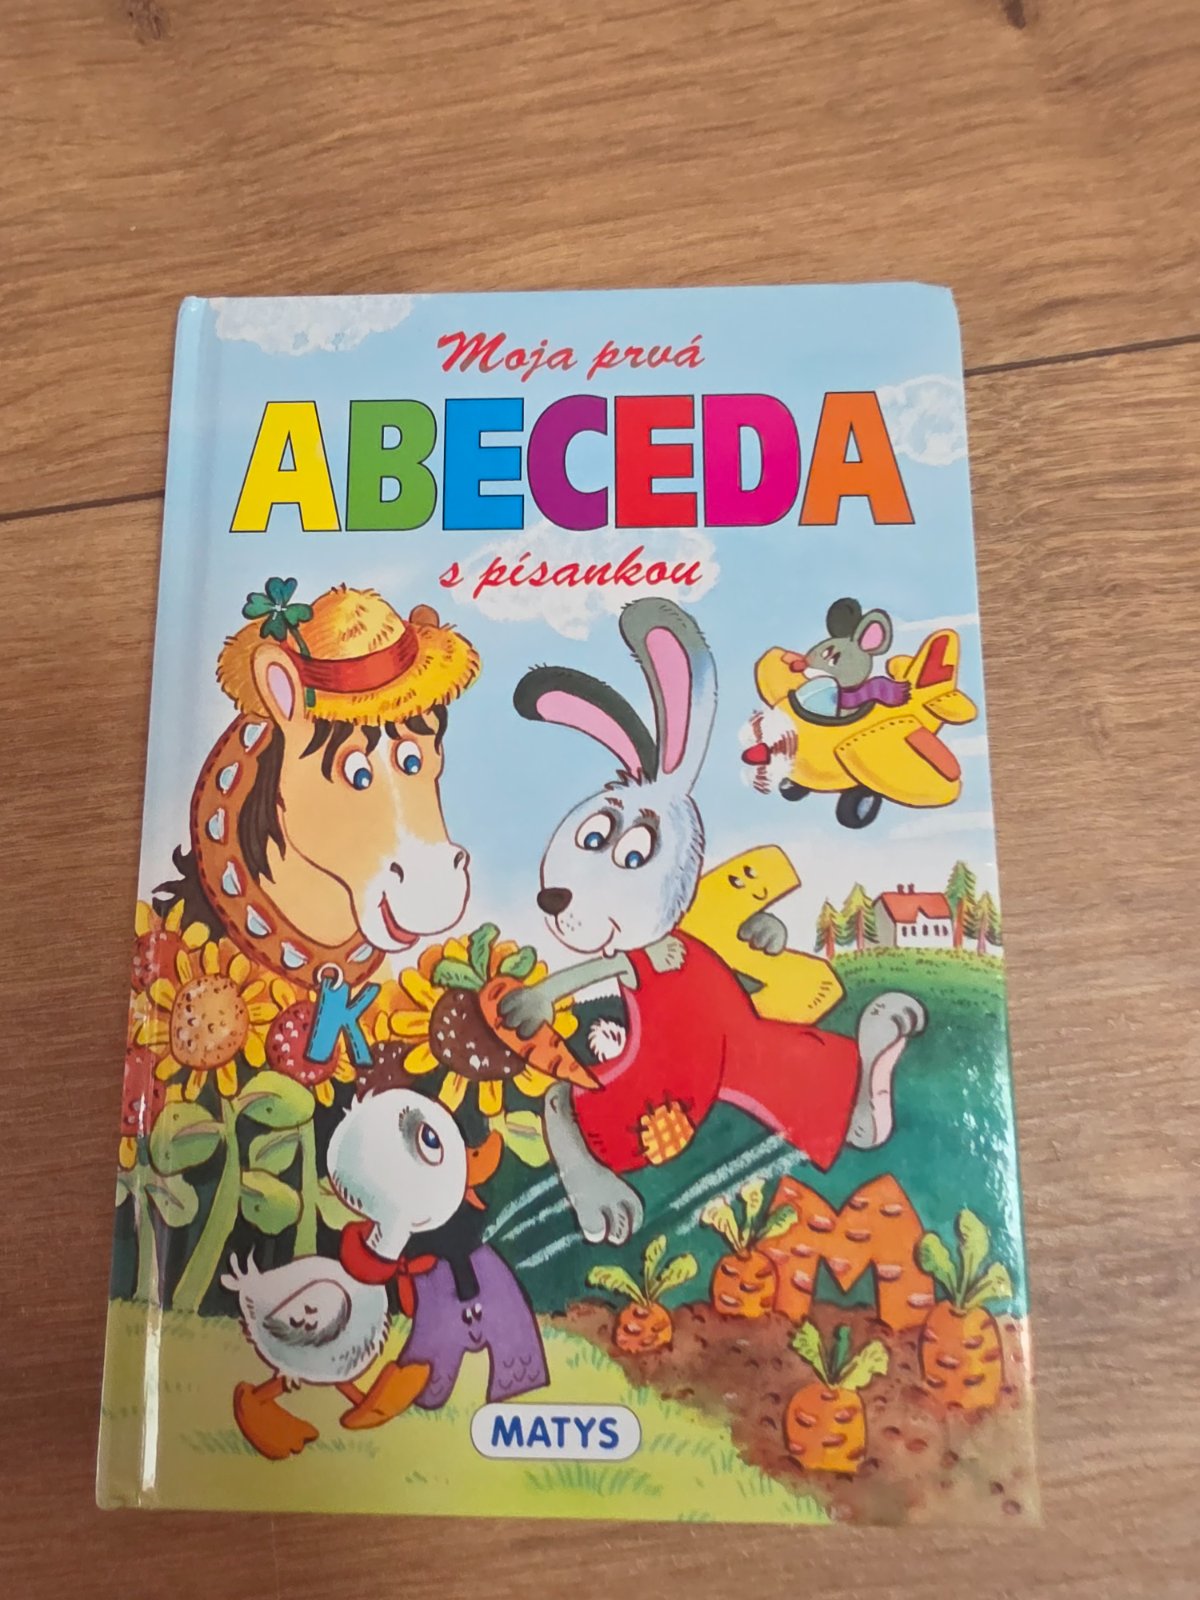 Moja prvá
ABECEDA
s písankou
K
MATYS